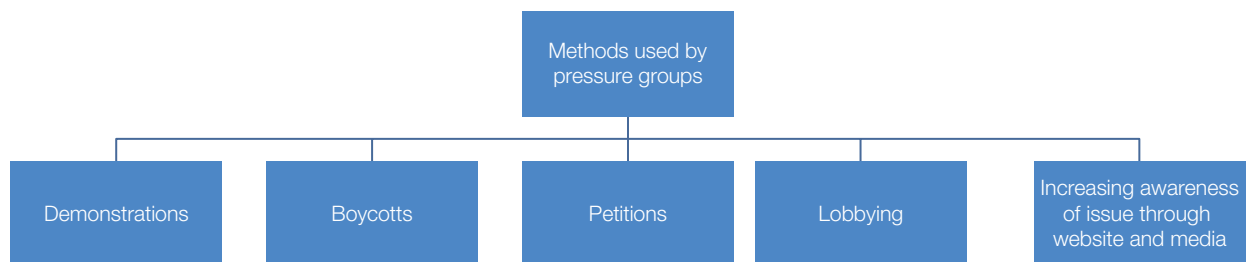 Methods used by
pressure groups
Demonstrations
Boycotts
Petitions
Lobbying
Increasing awareness
of issue through
website and media